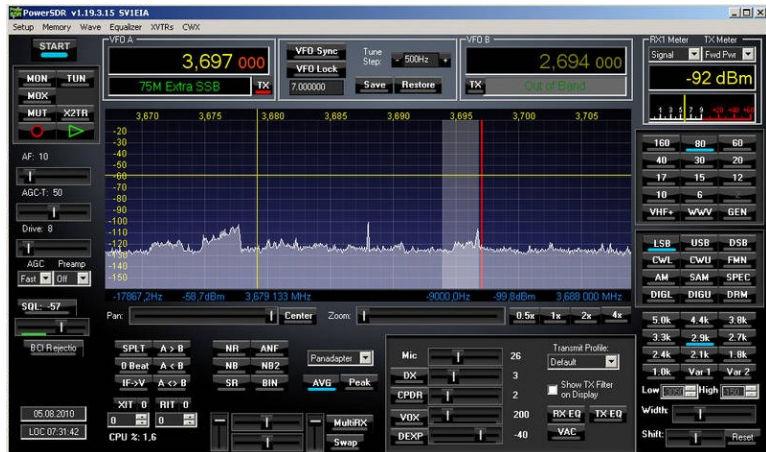 PowerSDR v1.19.3.15 SV1EIA
Setup Memory Wave Equalizer XVTRs CWX
START
MON TUN
MOX
MUT X2TR
AF: 10
AGC-T: 50
Drive: 8
AGC Preamp
Fast Off
SQL: -57
BCI Rejectio
05.08.2010
LOC 07:31:42
VFO A
3,697 000
75M Extra SSB TX
VFO Sync
VFO Lock
7.000000
Tune
Step: - 500Hz +
Save Restore
VFO B
2,694 000
TX Out of Band
RX1 Meter TX Meter
Signal Fwd Pwr
-92 dBm
1 3 5 7 9 +20 +40 +60
3,670 3,675 3,680 3,685 3,690 3,695 3,700 3,705
-20
-30
-40
-50
-60
-70
-80
-90
-100
-110
-120
-130
-140
-150
-17867,2Hz -58,7dBm 3,679 133 MHz -9000,0Hz -99,8dBm 3,688 000 MHz
Pan: Center Zoom: 0.5x 1x 2x 4x
SPLT A > B
0 Beat A < B
IF->V A <> B
XIT 0 RIT 0
0 0
CPU %: 1,6
NR ANF
NB NB2
SR BIN
Panadapter
AVG Peak
MultiRX
Swap
Mic 26
DX 3
CPDR 2
VOX 200
DEXP -40
Transmit Profile:
Default
Show TX Filter
on Display
RX EQ TX EQ
VAC
160 80 60
40 30 20
17 15 12
10 6 2
VHF+ WWV GEN
LSB USB DSB
CWL CWU FMN
AM SAM SPEC
DIGL DIGU DRM
5.0k 4.4k 3.8k
3.3k 2.9k 2.7k
2.4k 2.1k 1.8k
1.0k Var 1 Var 2
Low High
Width:
Shift: Reset